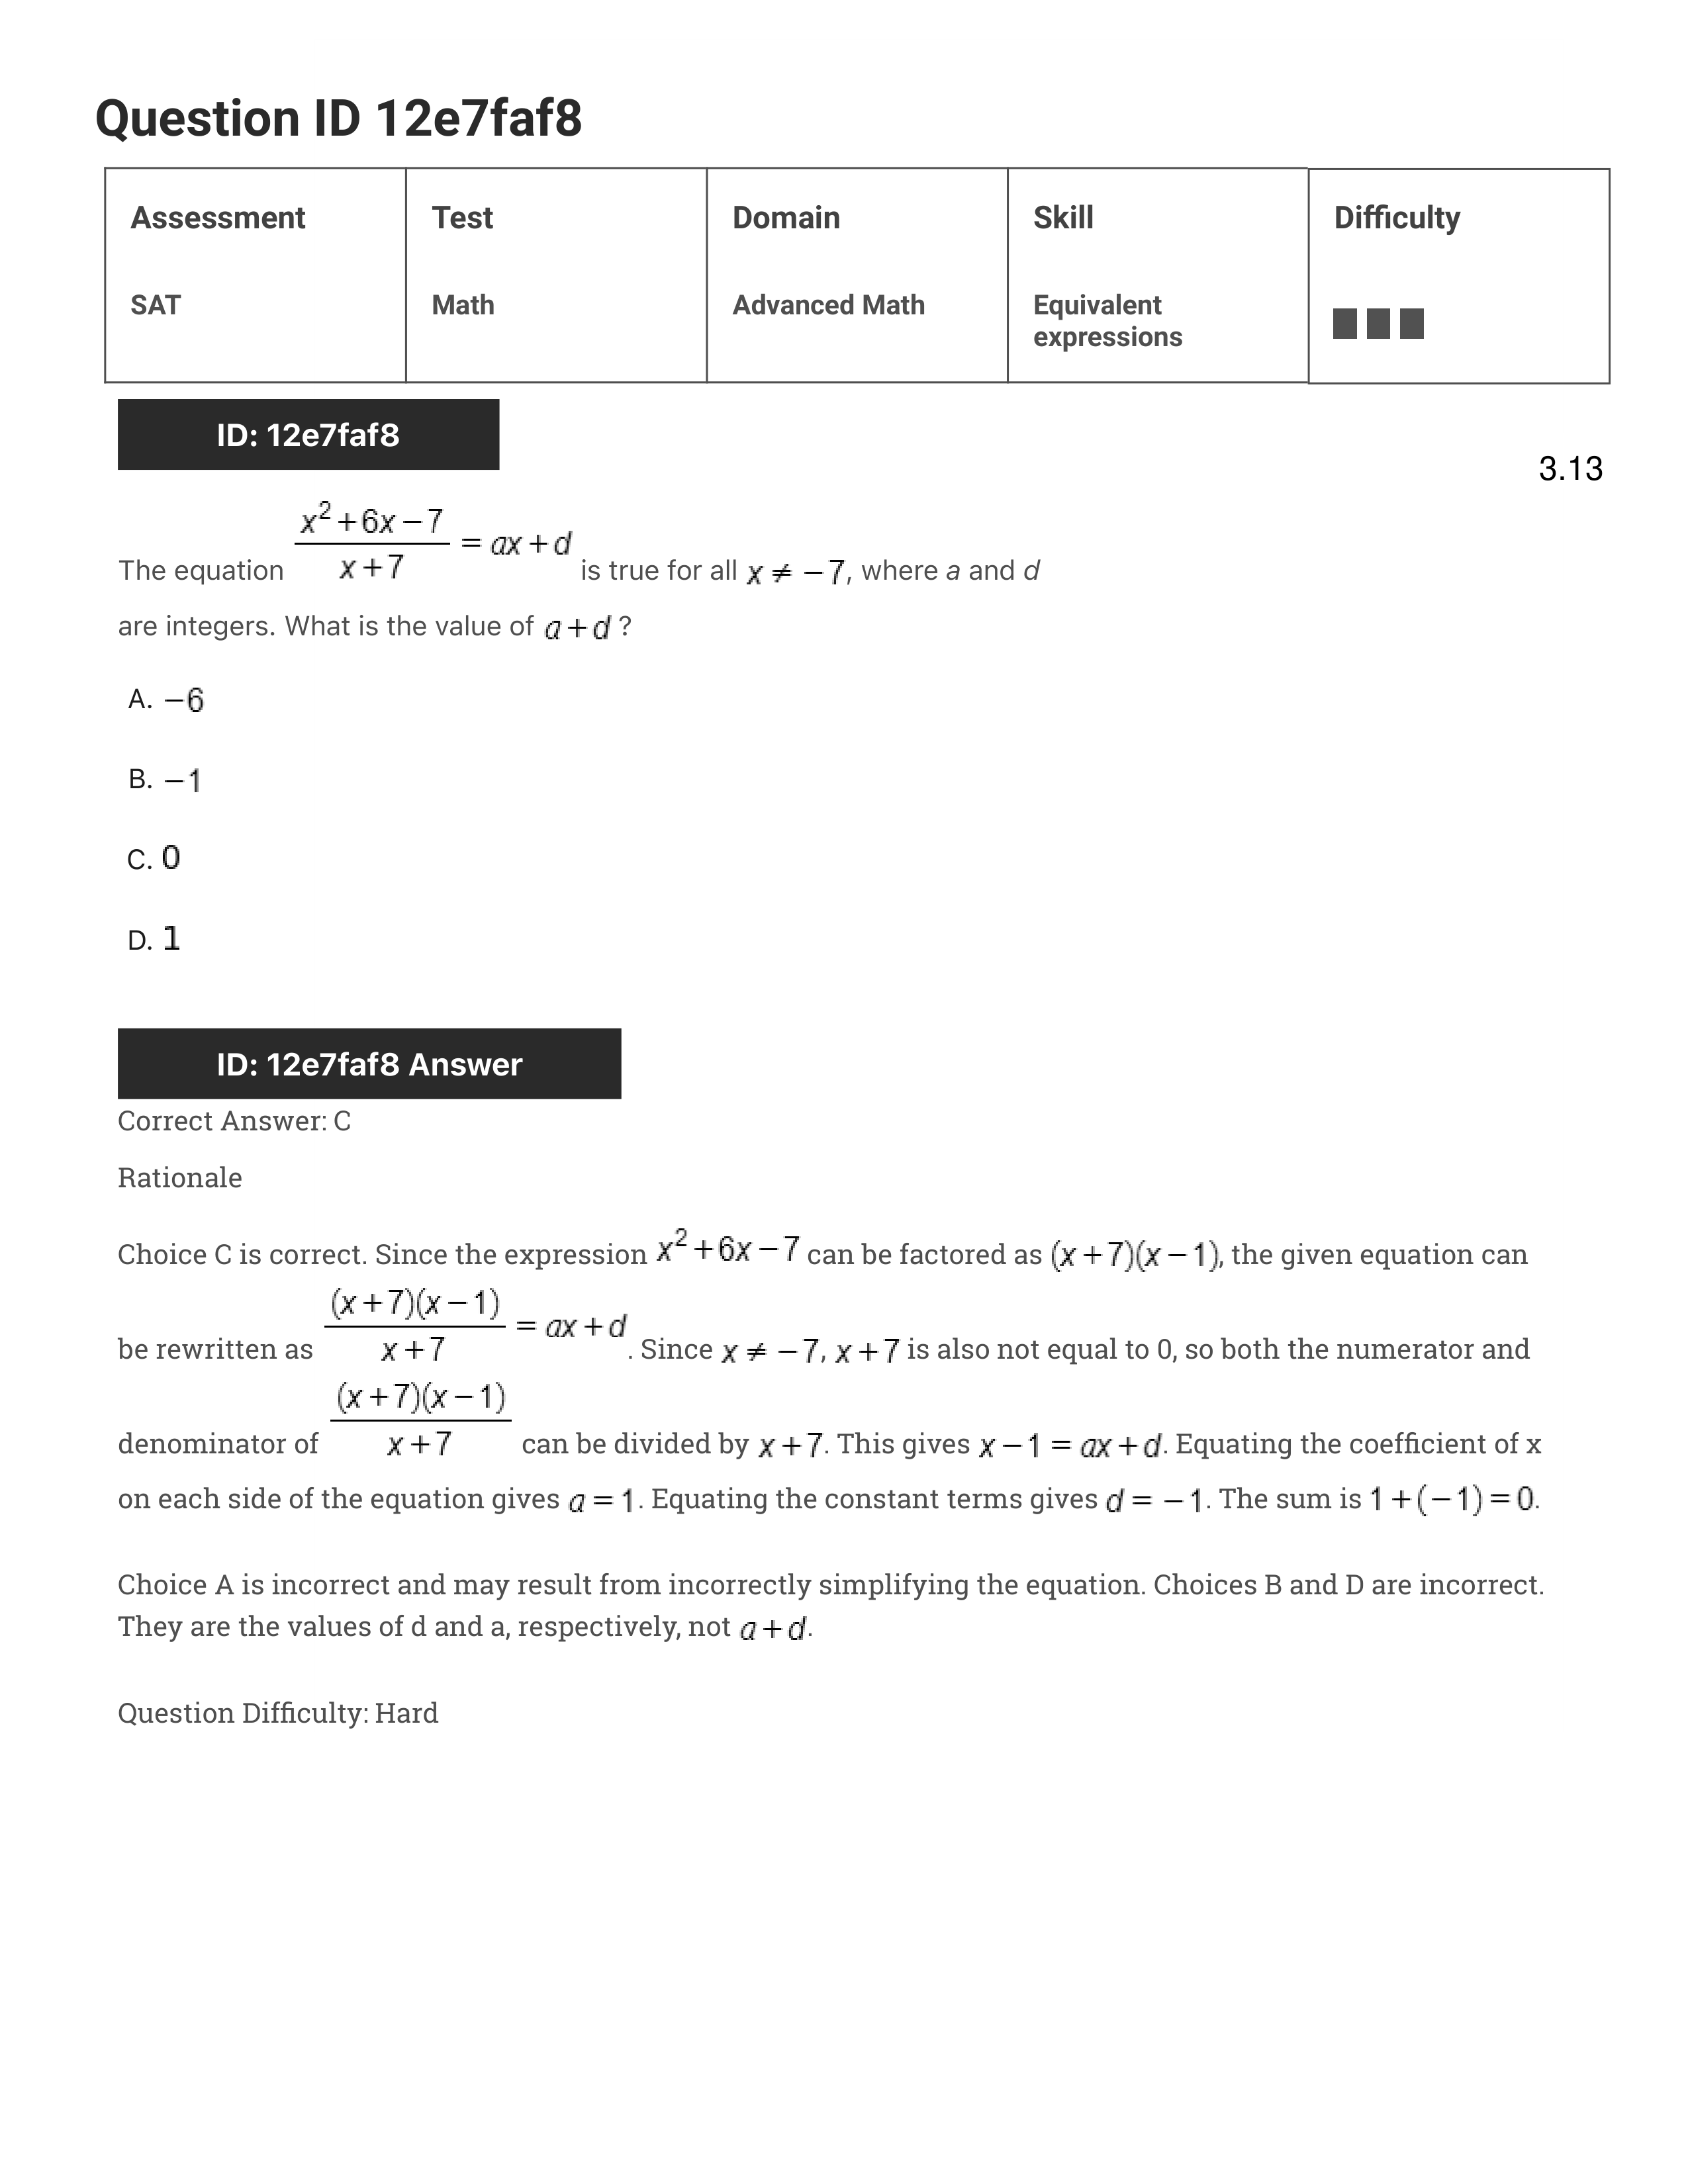 Question ID 12e7faf8
Assessment Test Domain Skill Difficulty
SAT Math Advanced Math Equivalent
expressions
ID: 12e7faf8
3.13
The equation (x²+6x−7)/(x+7) = ax+d is true for all x ≠ −7, where a and d
are integers. What is the value of a+d ?
A. −6
B. −1
C. 0
D. 1
ID: 12e7faf8 Answer
Correct Answer: C
Rationale
Choice C is correct. Since the expression x²+6x−7 can be factored as (x+7)(x−1), the given equation can
be rewritten as ((x+7)(x−1))/(x+7) = ax+d. Since x ≠ −7, x+7 is also not equal to 0, so both the numerator and
denominator of ((x+7)(x−1))/(x+7) can be divided by x+7. This gives x−1 = ax+d. Equating the coefficient of x
on each side of the equation gives a = 1. Equating the constant terms gives d = −1. The sum is 1+(−1)=0.
Choice A is incorrect and may result from incorrectly simplifying the equation. Choices B and D are incorrect.
They are the values of d and a, respectively, not a+d.
Question Difficulty: Hard